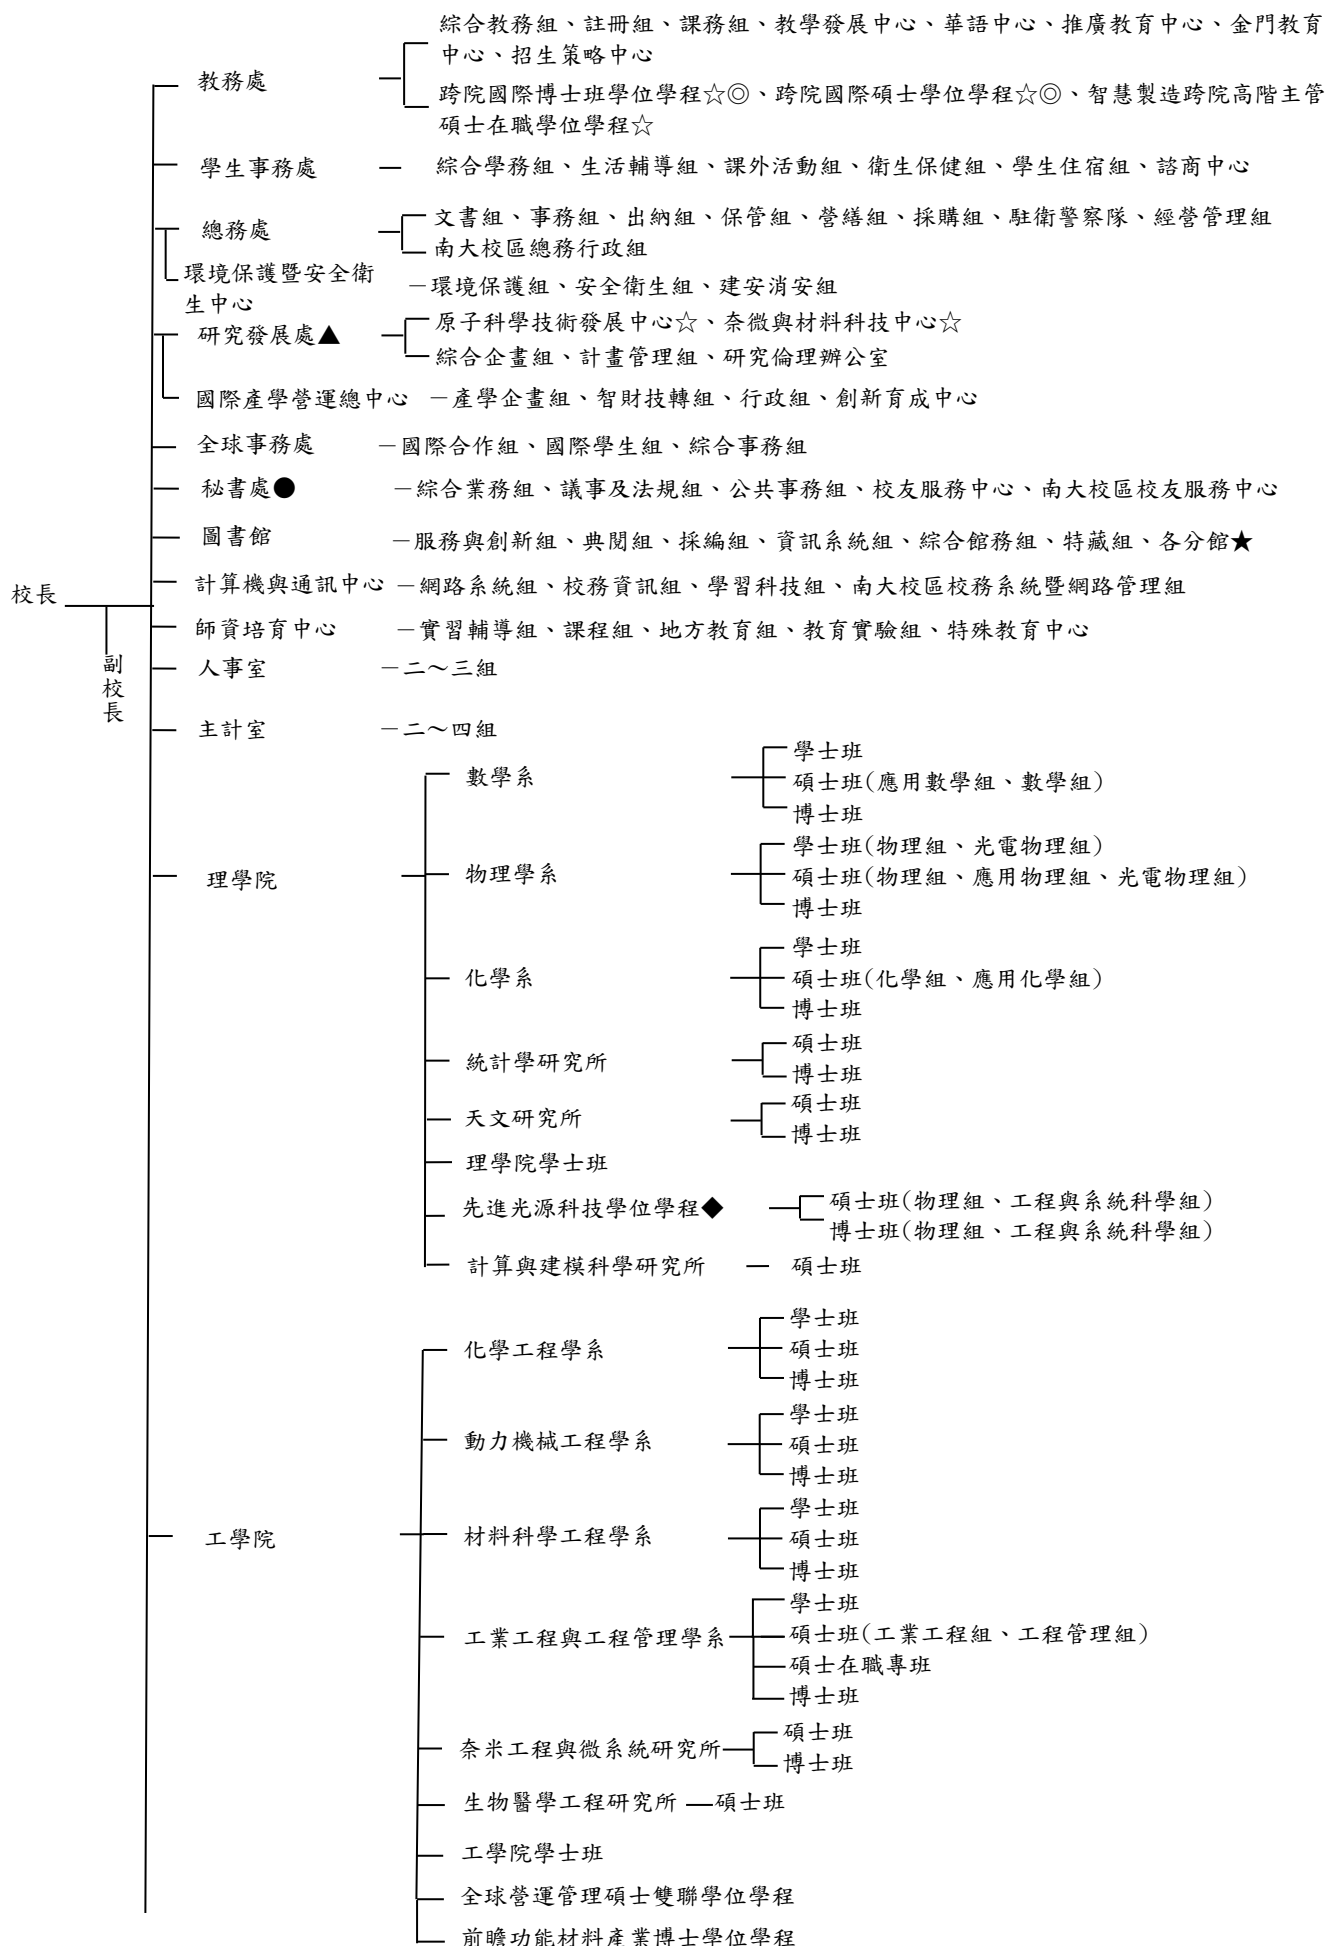 綜合教務組、註冊組、課務組、教學發展中心、華語中心、推廣教育中心、金門教育
中心、招生策略中心
教務處
跨院國際博士班學位學程☆◎、跨院國際碩士學位學程☆◎、智慧製造跨院高階主管
碩士在職學位學程☆
學生事務處
綜合學務組、生活輔導組、課外活動組、衛生保健組、學生住宿組、諮商中心
總務處
文書組、事務組、出納組、保管組、營繕組、採購組、駐衛警察隊、經營管理組
南大校區總務行政組
環境保護暨安全衛
生中心
－環境保護組、安全衛生組、建安消安組
研究發展處▲
原子科學技術發展中心☆、奈微與材料科技中心☆
綜合企畫組、計畫管理組、研究倫理辦公室
國際產學營運總中心 －產學企畫組、智財技轉組、行政組、創新育成中心
全球事務處 －國際合作組、國際學生組、綜合事務組
秘書處● －綜合業務組、議事及法規組、公共事務組、校友服務中心、南大校區校友服務中心
圖書館 －服務與創新組、典閱組、採編組、資訊系統組、綜合館務組、特藏組、各分館★
計算機與通訊中心 －網路系統組、校務資訊組、學習科技組、南大校區校務系統暨網路管理組
校長
副校長
師資培育中心 －實習輔導組、課程組、地方教育組、教育實驗組、特殊教育中心
人事室 －二～三組
主計室 －二～四組
理學院
數學系
學士班
碩士班(應用數學組、數學組)
博士班
物理學系
學士班(物理組、光電物理組)
碩士班(物理組、應用物理組、光電物理組)
博士班
化學系
學士班
碩士班(化學組、應用化學組)
博士班
統計學研究所
碩士班
博士班
天文研究所
碩士班
博士班
理學院學士班
先進光源科技學位學程◆
碩士班(物理組、工程與系統科學組)
博士班(物理組、工程與系統科學組)
計算與建模科學研究所 碩士班
工學院
化學工程學系
學士班
碩士班
博士班
動力機械工程學系
學士班
碩士班
博士班
材料科學工程學系
學士班
碩士班
博士班
工業工程與工程管理學系
學士班
碩士班(工業工程組、工程管理組)
碩士在職專班
博士班
奈米工程與微系統研究所
碩士班
博士班
生物醫學工程研究所 碩士班
工學院學士班
全球營運管理碩士雙聯學位學程
前瞻功能材料產業博士學位學程